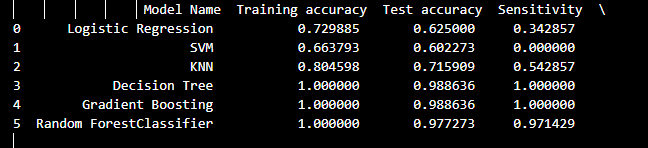 Model Name Training accuracy Test accuracy Sensitivity \
0 Logistic Regression 0.729885 0.625000 0.342857
1 SVM 0.663793 0.602273 0.000000
2 KNN 0.804598 0.715909 0.542857
3 Decision Tree 1.000000 0.988636 1.000000
4 Gradient Boosting 1.000000 0.988636 1.000000
5 Random ForestClassifier 1.000000 0.977273 0.971429